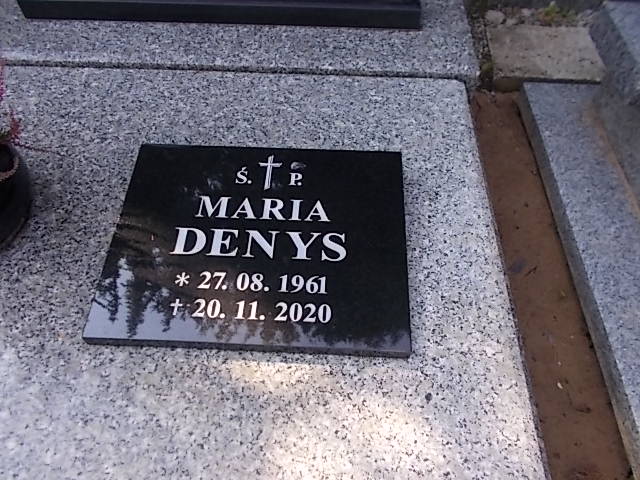 Ś. P.
MARIA
DENYS
* 27. 08. 1961
† 20. 11. 2020